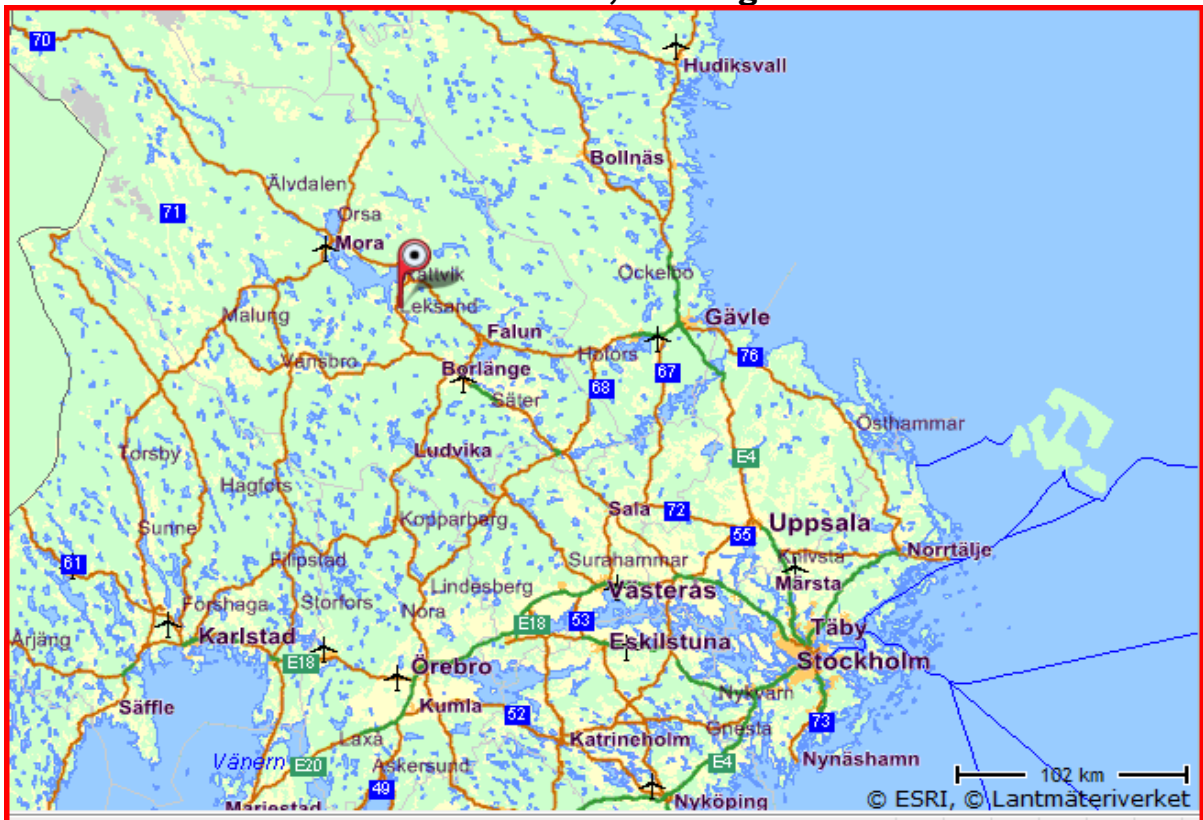 70
Hudiksvall
Bollnäs
Älvdalen
71
Orsa
Mora
Rättvik
Ockelbo
Leksand
Malung
Gävle
Falun
Hofors
76
Vansbro
Borlänge
67
68
Säter
Östhammar
Torsby
Ludvika
E4
Hagfors
Sala
72
Kopparberg
Uppsala
Sunne
55
61
Filipstad
Surahammar
Knivsta
Norrtälje
Lindesberg
Västerås
Märsta
Forshaga
Storfors
Nora
53
E18
Täby
Årjäng
Karlstad
Eskilstuna
E18
Örebro
Stockholm
Nykvarn
Säffle
Kumla
52
73
Gnesta
Laxå
Katrineholm
Vänern
E20
Askersund
E4
Nynäshamn
49
102 km
Mariestad
Nyköping
© ESRI, © Lantmäteriverket